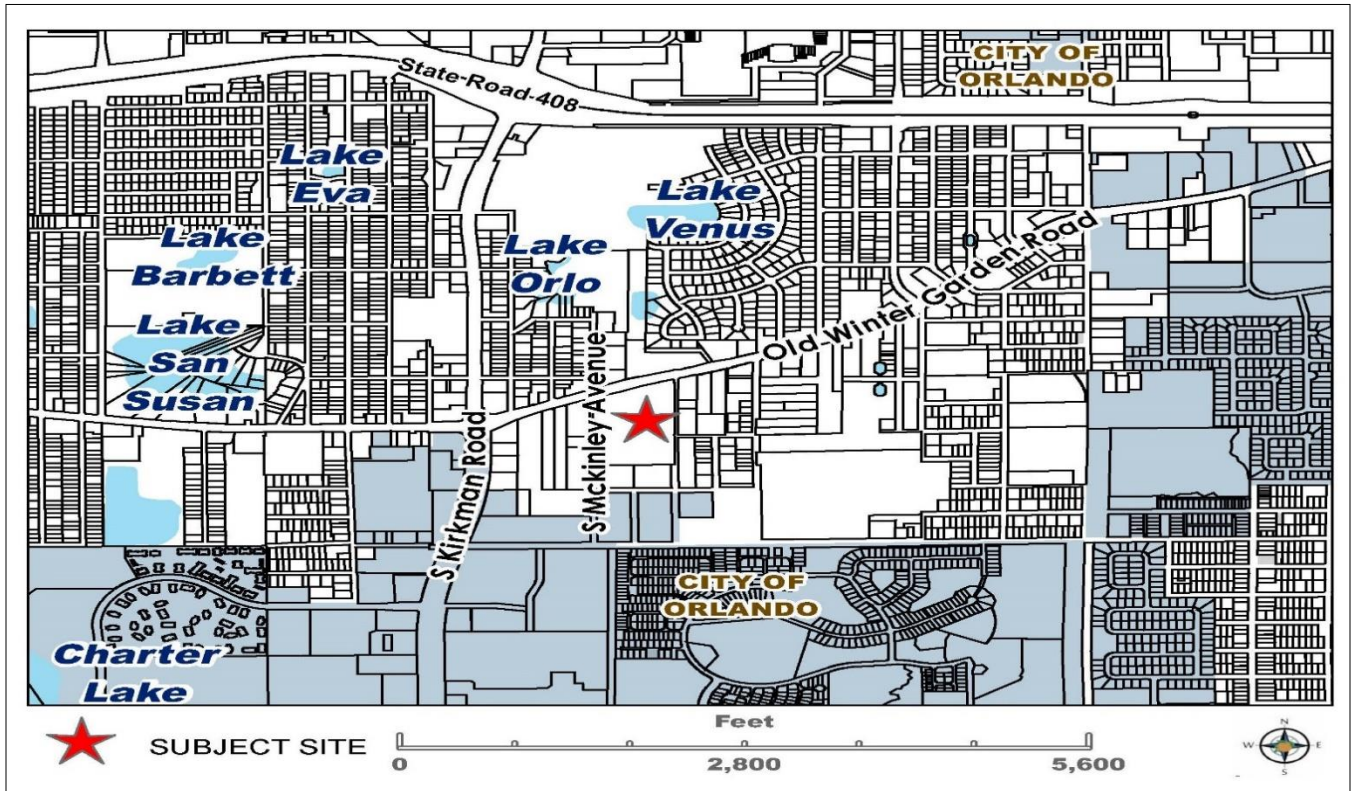 CITY OF
ORLANDO
State-Road-408
Lake
Eva
Lake
Venus
Lake
Barbett
Lake
Orlo
Old-Winter Garden-Road
Lake
San
Susan
S-Mckinley-Avenue
S Kirkman Road
CITY OF
ORLANDO
Charter
Lake
SUBJECT SITE
Feet
0
2,800
5,600
N
W
E
S